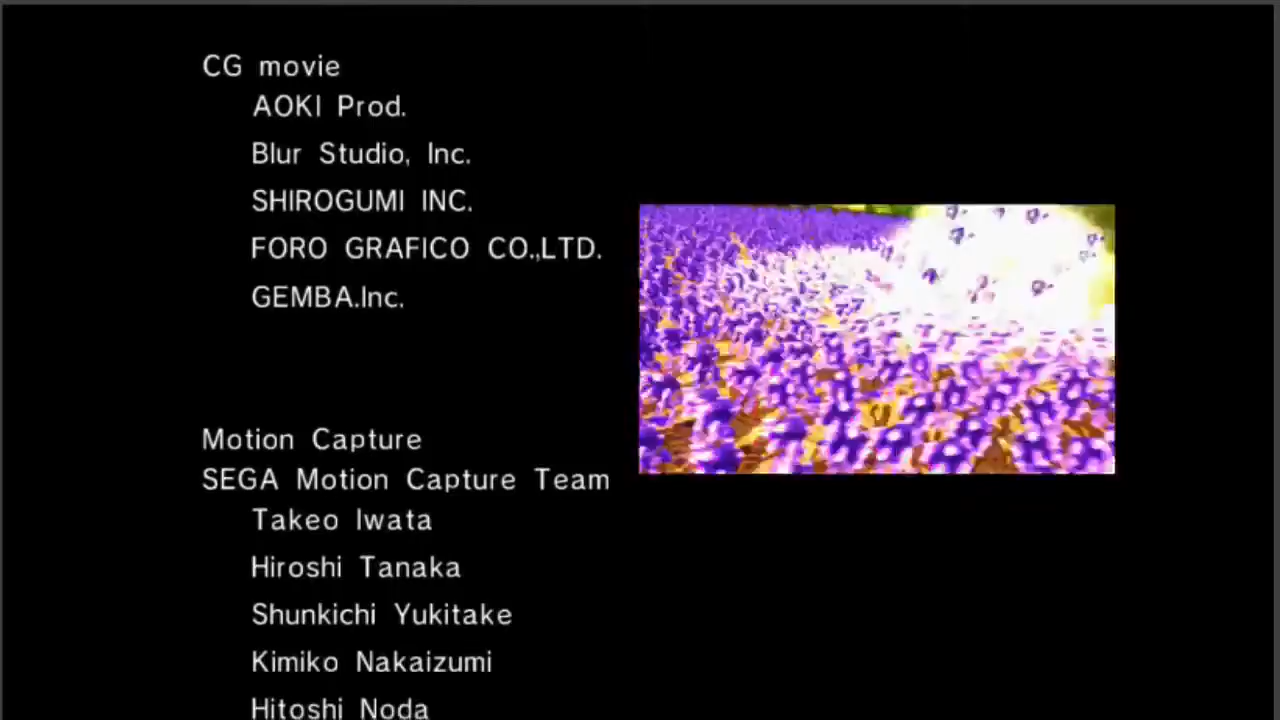 CG movie
AOKI Prod.
Blur Studio, Inc.
SHIROGUMI INC.
FORO GRAFICO CO.,LTD.
GEMBA.Inc.
Motion Capture
SEGA Motion Capture Team
Takeo Iwata
Hiroshi Tanaka
Shunkichi Yukitake
Kimiko Nakaizumi
Hitoshi Noda